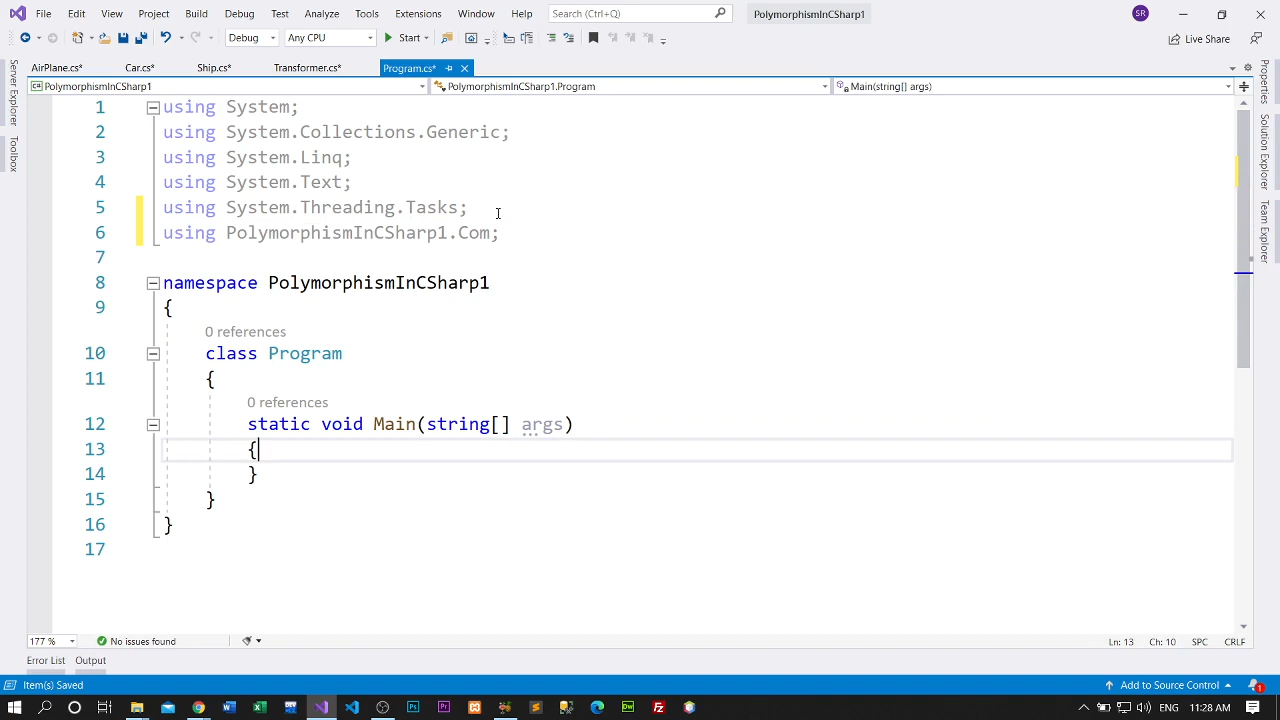 File Edit View Git Project Build Debug Test Analyze Tools Extensions Window Help Search (Ctrl+Q) PolymorphismInCSharp1 SR
Debug Any CPU Start Live Share
AirPlane.cs* Car.cs* Ship.cs* Transformer.cs* Program.cs*
PolymorphismInCSharp1 PolymorphismInCSharp1.Program Main(string[] args)
Server Explorer
Toolbox
Properties
Solution Explorer
Team Explorer
1 using System;
2 using System.Collections.Generic;
3 using System.Linq;
4 using System.Text;
5 using System.Threading.Tasks;
6 using PolymorphismInCSharp1.Com;
7
8 namespace PolymorphismInCSharp1
9 {
0 references
10 class Program
11 {
0 references
12 static void Main(string[] args)
13 {
14 }
15 }
16 }
17
177 % No issues found Ln: 13 Ch: 10 SPC CRLF
Error List Output
Item(s) Saved Add to Source Control 1
ENG 11:28 AM